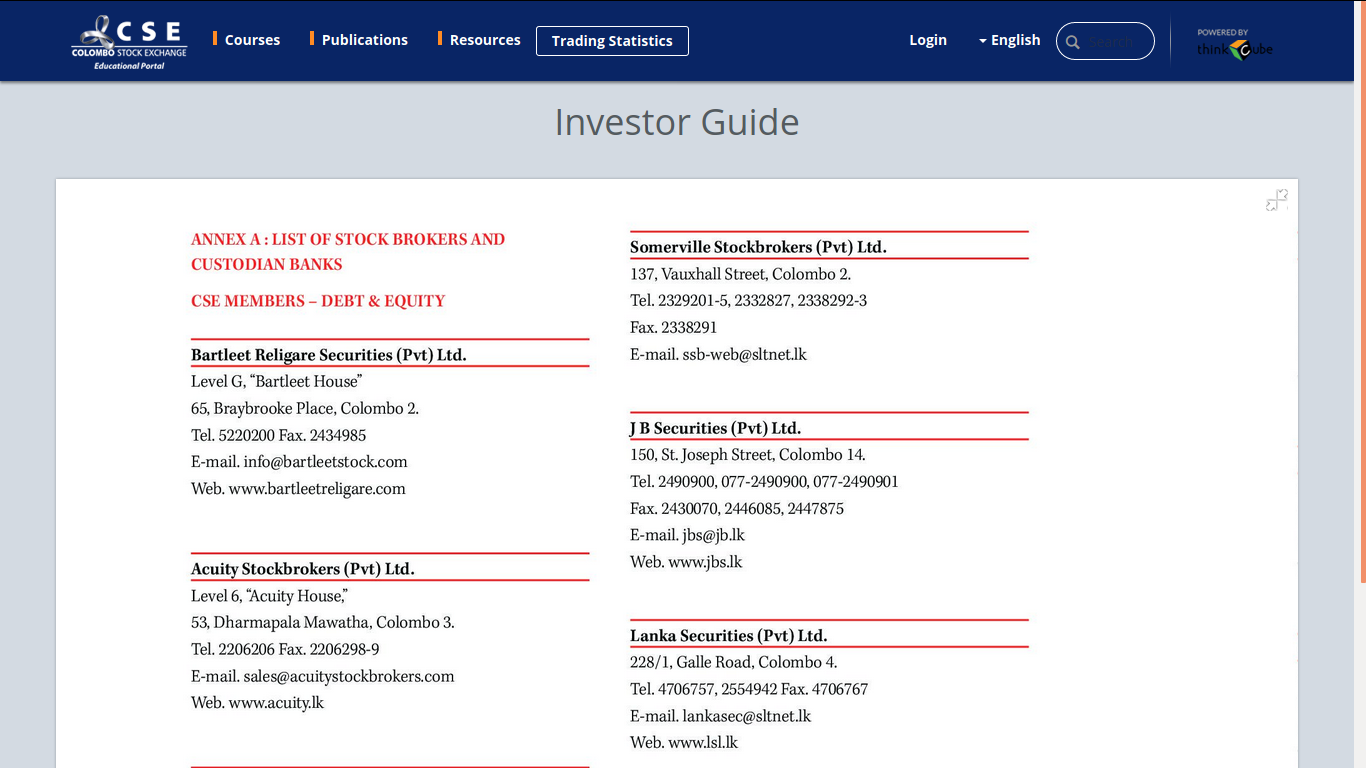 CSE
COLOMBO STOCK EXCHANGE
Educational Portal
Courses
Publications
Resources
Trading Statistics
Login
English
Search
POWERED BY
thinkCube
Investor Guide
ANNEX A : LIST OF STOCK BROKERS AND
CUSTODIAN BANKS
CSE MEMBERS – DEBT & EQUITY
Bartleet Religare Securities (Pvt) Ltd.
Level G, “Bartleet House”
65, Braybrooke Place, Colombo 2.
Tel. 5220200 Fax. 2434985
E-mail. info@bartleetstock.com
Web. www.bartleetreligare.com
Acuity Stockbrokers (Pvt) Ltd.
Level 6, “Acuity House,”
53, Dharmapala Mawatha, Colombo 3.
Tel. 2206206 Fax. 2206298-9
E-mail. sales@acuitystockbrokers.com
Web. www.acuity.lk
Somerville Stockbrokers (Pvt) Ltd.
137, Vauxhall Street, Colombo 2.
Tel. 2329201-5, 2332827, 2338292-3
Fax. 2338291
E-mail. ssb-web@sltnet.lk
J B Securities (Pvt) Ltd.
150, St. Joseph Street, Colombo 14.
Tel. 2490900, 077-2490900, 077-2490901
Fax. 2430070, 2446085, 2447875
E-mail. jbs@jb.lk
Web. www.jbs.lk
Lanka Securities (Pvt) Ltd.
228/1, Galle Road, Colombo 4.
Tel. 4706757, 2554942 Fax. 4706767
E-mail. lankasec@sltnet.lk
Web. www.lsl.lk